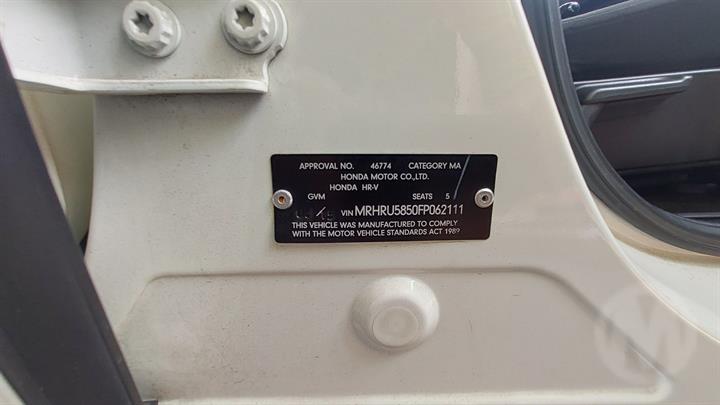 APPROVAL NO. 46774 CATEGORY MA
HONDA MOTOR CO.,LTD.
HONDA HR-V
GVM SEATS 5
VIN MRHRU5850FP062111
THIS VEHICLE WAS MANUFACTURED TO COMPLY
WITH THE MOTOR VEHICLE STANDARDS ACT 1989
M